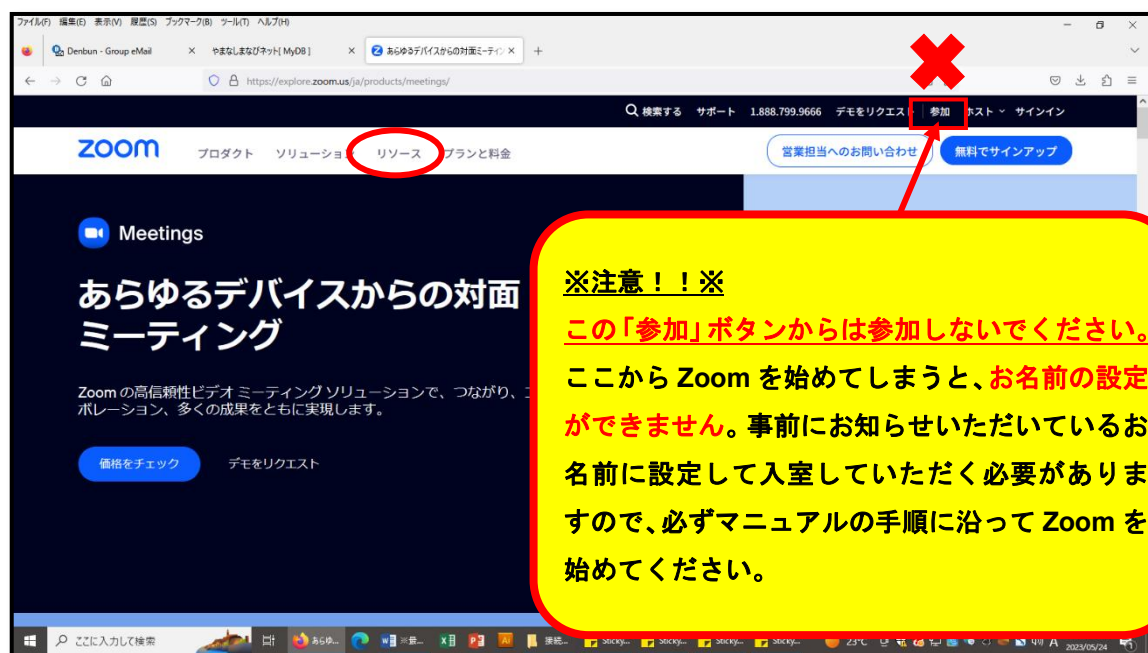 ファイル(F) 編集(E) 表示(V) 履歴(S) ブックマーク(B) ツール(T) ヘルプ(H)
Denbun - Group eMail × やまなしまなびネット[ MyDB ] × あらゆるデバイスからの対面ミーティン × +
https://explore.zoom.us/ja/products/meetings/
検索する サポート 1.888.799.9666 デモをリクエスト 参加 ホスト サインイン
zoom プロダクト ソリューション リソース プランと料金 営業担当へのお問い合わせ 無料でサインアップ
Meetings
あらゆるデバイスからの対面
ミーティング
Zoom の高信頼性ビデオ ミーティング ソリューションで、つながり、
ボレーション、多くの成果をともに実現します。
価格をチェック デモをリクエスト
※注意！！※
この「参加」ボタンからは参加しないでください。
ここから Zoom を始めてしまうと、お名前の設定
ができません。事前にお知らせいただいているお
名前に設定して入室していただく必要がありま
すので、必ずマニュアルの手順に沿って Zoom を
始めてください。
ここに入力して検索 あらゆ... 接続... Sticky... Sticky... Sticky... Sticky... 23°C A 2023/05/24